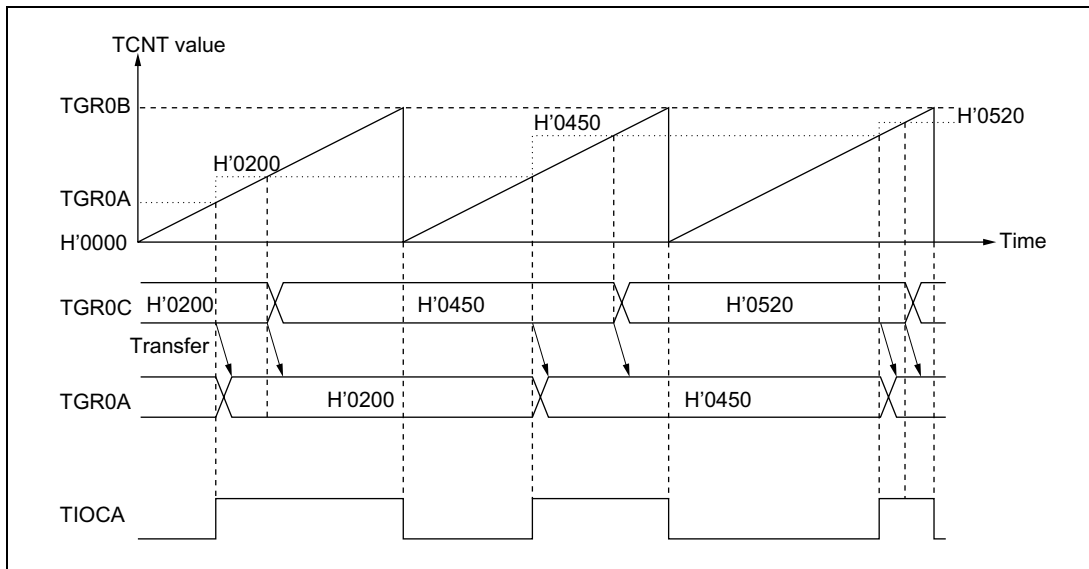 TCNT value
TGR0B
H'0450
H'0520
H'0200
TGR0A
H'0000
Time
TGR0C
H'0200
H'0450
H'0520
Transfer
TGR0A
H'0200
H'0450
TIOCA